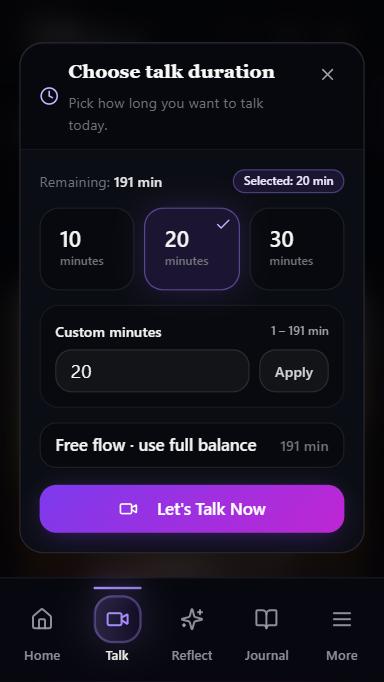 Choose talk duration
Pick how long you want to talk
today.
Remaining: 191 min
Selected: 20 min
10
minutes
20
minutes
30
minutes
Custom minutes
1 – 191 min
20
Apply
Free flow · use full balance
191 min
Let's Talk Now
Home
Talk
Reflect
Journal
More